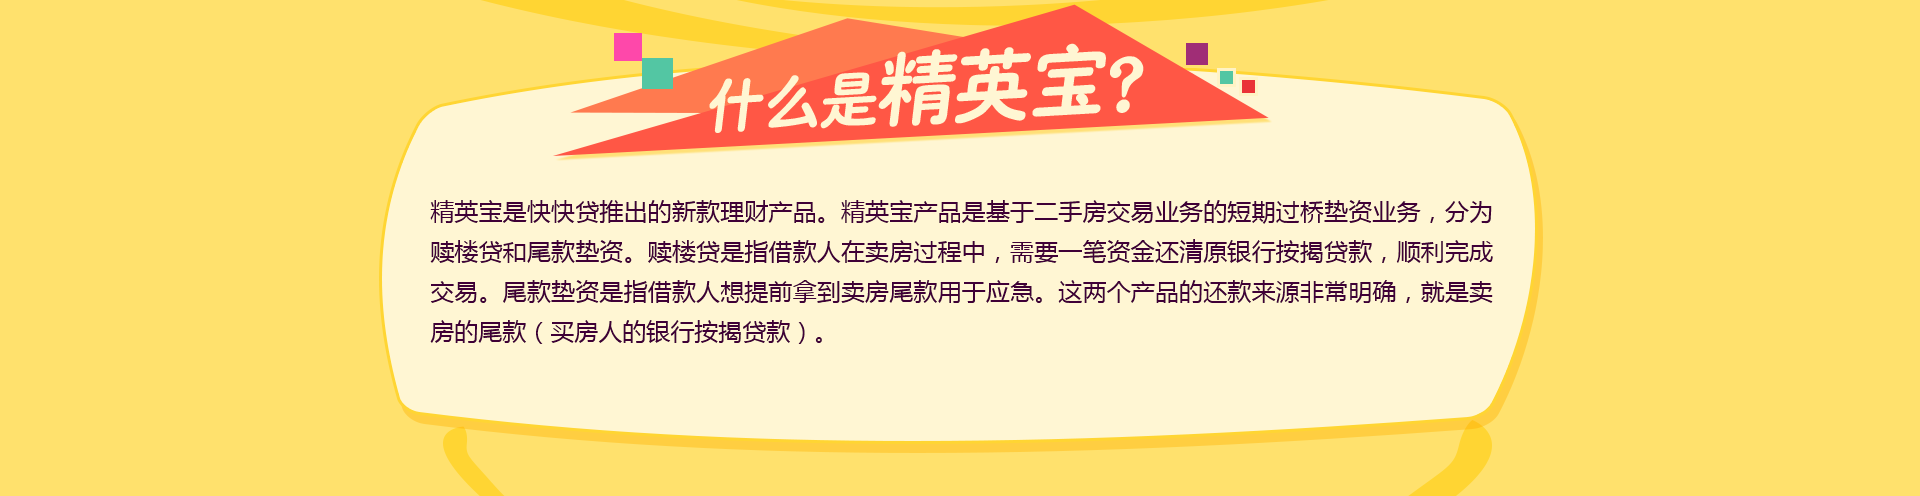 什么是精英宝?
精英宝是快快贷推出的新款理财产品。精英宝产品是基于二手房交易业务的短期过桥垫资业务，分为
赎楼贷和尾款垫资。赎楼贷是指借款人在卖房过程中，需要一笔资金还清原银行按揭贷款，顺利完成
交易。尾款垫资是指借款人想提前拿到卖房尾款用于应急。这两个产品的还款来源非常明确，就是卖
房的尾款（买房人的银行按揭贷款）。